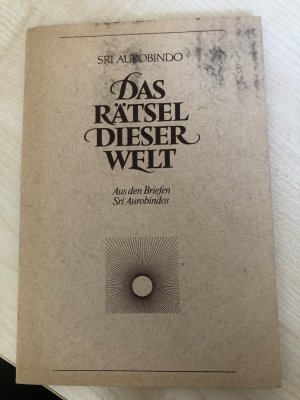 SRI AUROBINDO
DAS
RÄTSEL
DIESER
WELT
Aus den Briefen
Sri Aurobindos